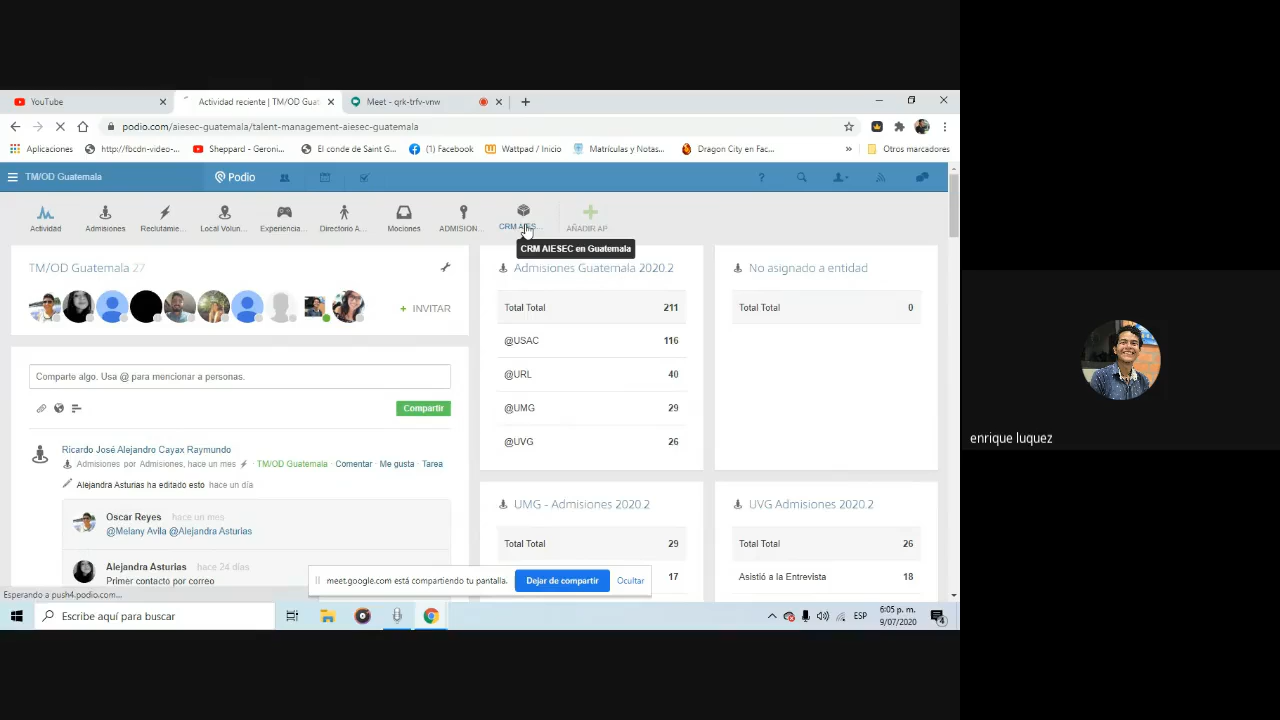 YouTube
Actividad reciente | TM/OD Guat
Meet - qrk-trfv-vnw
podio.com/aiesec-guatemala/talent-management-aiesec-guatemala
Aplicaciones
http://fbcdn-video-...
Sheppard - Geroni...
El conde de Saint G...
(1) Facebook
Wattpad / Inicio
Matrículas y Notas...
Dragon City en Fac...
»
Otros marcadores
TM/OD Guatemala
Podio
?
Actividad
Admisiones
Reclutamie...
Local Volun...
Experiencia...
Directorio A...
Mociones
ADMISION...
CRM AIES...
AÑADIR AP
CRM AIESEC en Guatemala
TM/OD Guatemala 27
+ INVITAR
Comparte algo. Usa @ para mencionar a personas.
Compartir
Ricardo José Alejandro Cayax Raymundo
Admisiones por Admisiones, hace un mes · TM/OD Guatemala Comentar · Me gusta · Tarea
Alejandra Asturias ha editado esto hace un día
Oscar Reyes hace un mes
@Melany Avila @Alejandra Asturias
Alejandra Asturias hace 24 días
Primer contacto por correo
Admisiones Guatemala 2020.2
Total Total 211
@USAC 116
@URL 40
@UMG 29
@UVG 26
No asignado a entidad
Total Total 0
UMG - Admisiones 2020.2
Total Total 29
17
UVG Admisiones 2020.2
Total Total 26
Asistió a la Entrevista 18
meet.google.com está compartiendo tu pantalla.
Dejar de compartir
Ocultar
Esperando a push4.podio.com...
Escribe aquí para buscar
ESP
6:05 p. m.
9/07/2020
4
enrique luquez